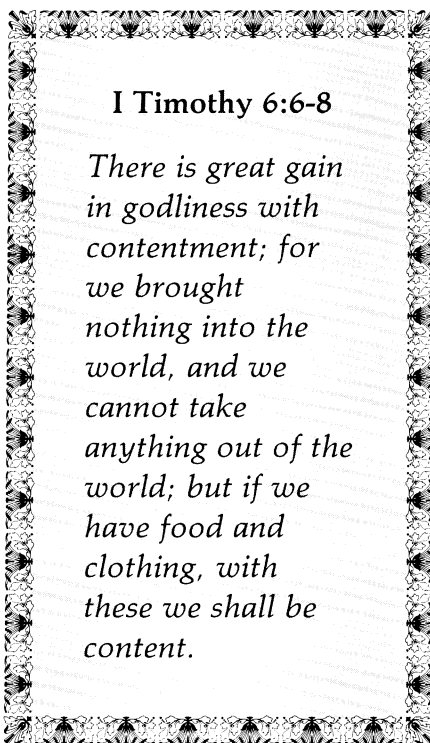 I Timothy 6:6-8
There is great gain
in godliness with
contentment; for
we brought
nothing into the
world, and we
cannot take
anything out of the
world; but if we
have food and
clothing, with
these we shall be
content.